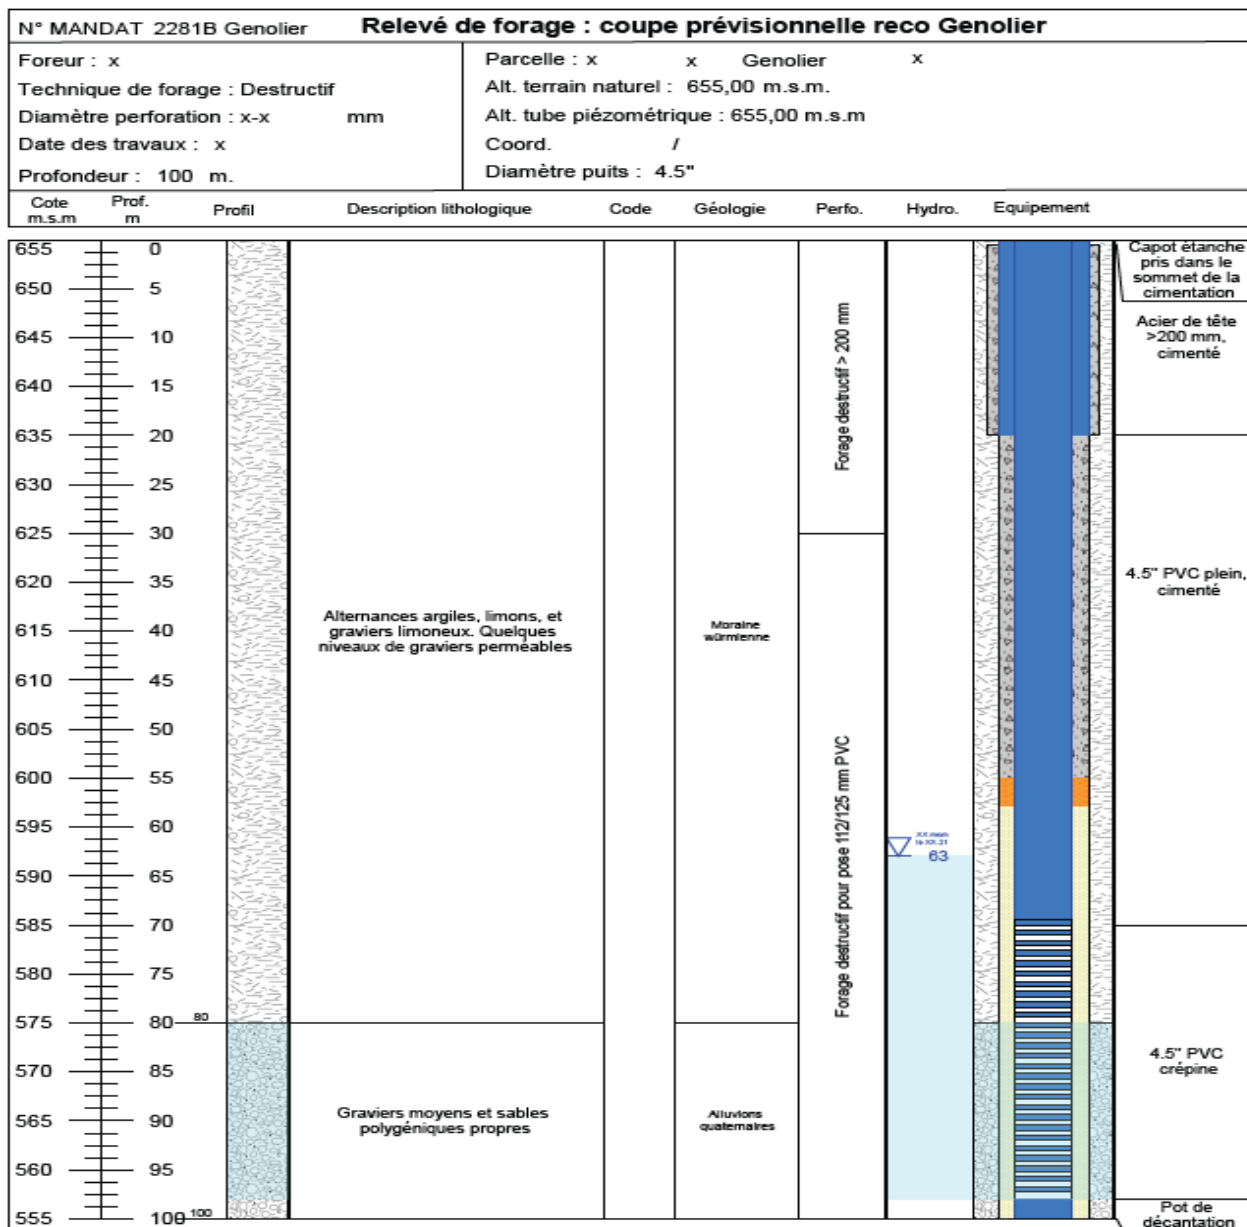 N° MANDAT 2281B Genolier Relevé de forage : coupe prévisionnelle reco Genolier
Foreur : x
Technique de forage : Destructif
Diamètre perforation : x-x mm
Date des travaux : x
Profondeur : 100 m.
Parcelle : x x Genolier x
Alt. terrain naturel : 655,00 m.s.m.
Alt. tube piézométrique : 655,00 m.s.m
Coord. /
Diamètre puits : 4.5"
Cote m.s.m Prof. m Profil Description lithologique Code Géologie Perfo. Hydro. Equipement
655 0
650 5
645 10
640 15
635 20
630 25
625 30
620 35
615 40
610 45
605 50
600 55
595 60
590 65
585 70
580 75
575 80
570 85
565 90
560 95
555 100
80
100
Alternances argiles, limons, et
graviers limoneux. Quelques
niveaux de graviers perméables
Graviers moyens et sables
polygéniques propres
Moraine
würmienne
Alluvions
quaternaires
Forage destructif > 200 mm
Forage destructif pour pose 112/125 mm PVC
63
Capot étanche
pris dans le
sommet de la
cimentation
Acier de tête
>200 mm,
cimenté
4.5" PVC plein,
cimenté
4.5" PVC
crépine
Pot de
décantation